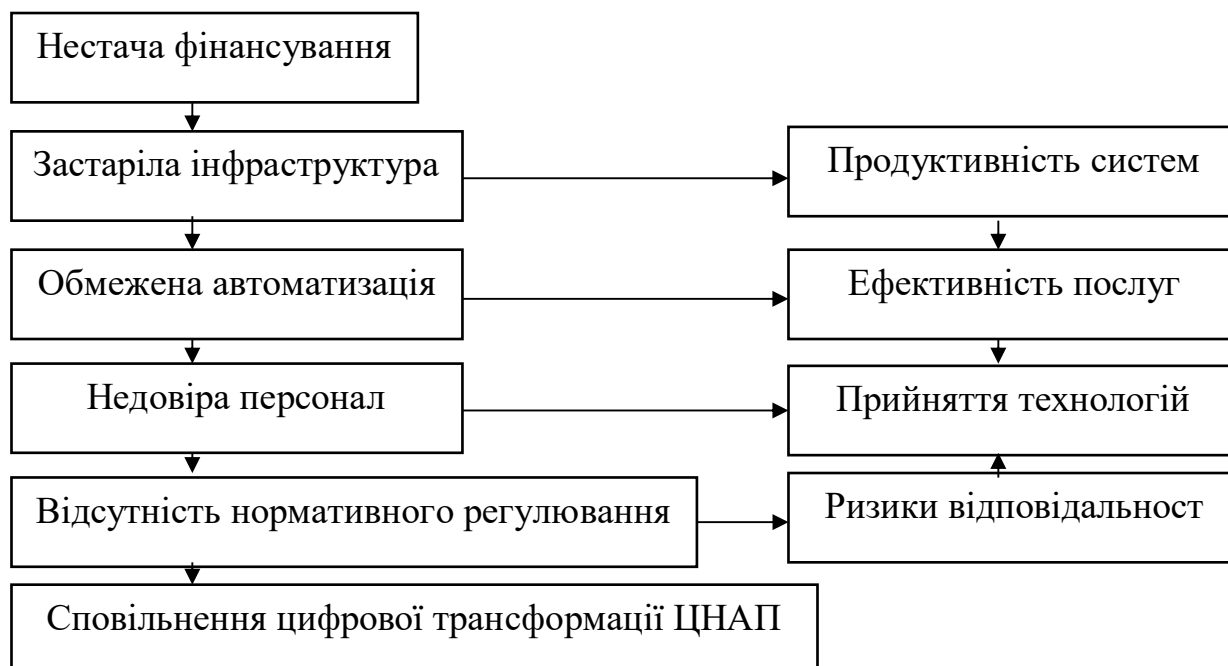 Нестача фінансування
Застаріла інфраструктура
Продуктивність систем
Обмежена автоматизація
Ефективність послуг
Недовіра персонал
Прийняття технологій
Відсутність нормативного регулювання
Ризики відповідальност
Сповільнення цифрової трансформації ЦНАП